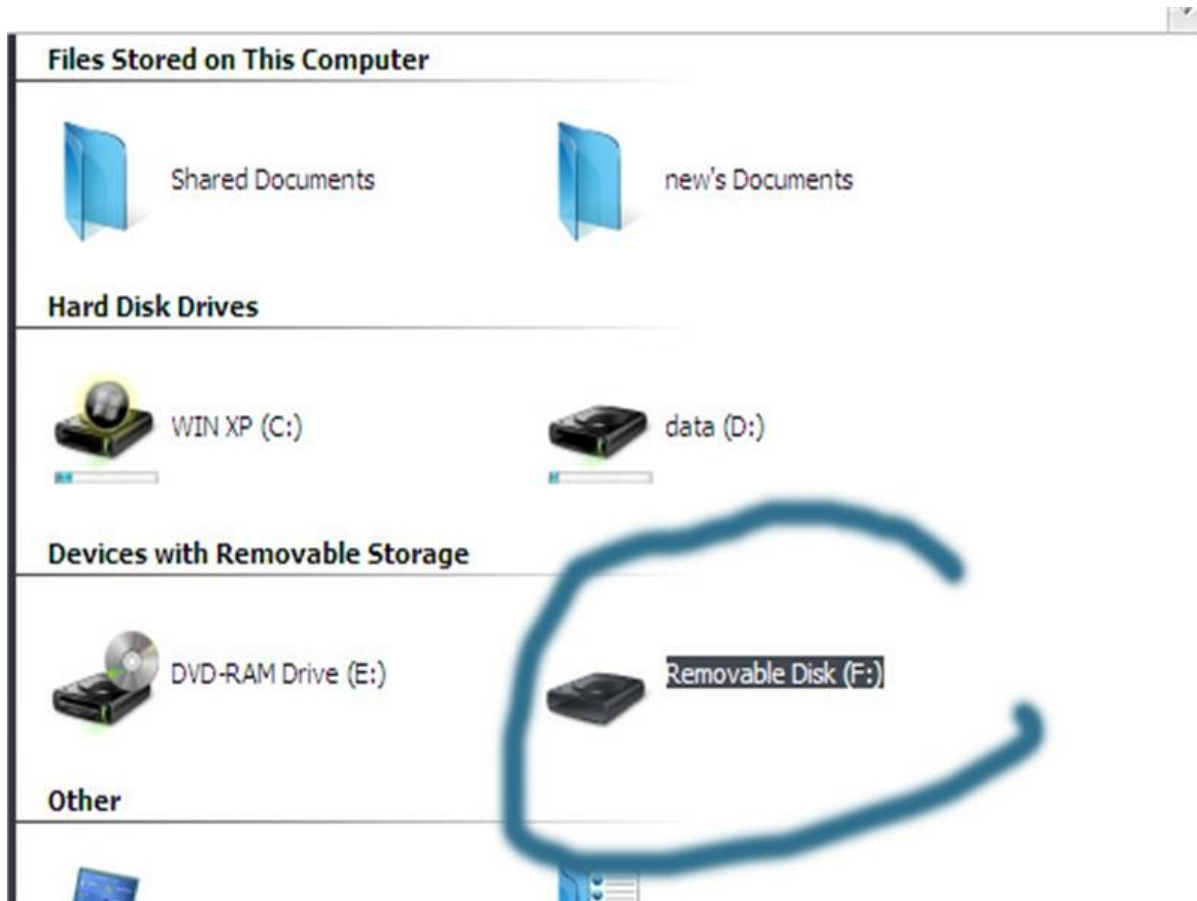 Files Stored on This Computer
Shared Documents
new's Documents
Hard Disk Drives
WIN XP (C:)
data (D:)
Devices with Removable Storage
DVD-RAM Drive (E:)
Removable Disk (F:)
Other